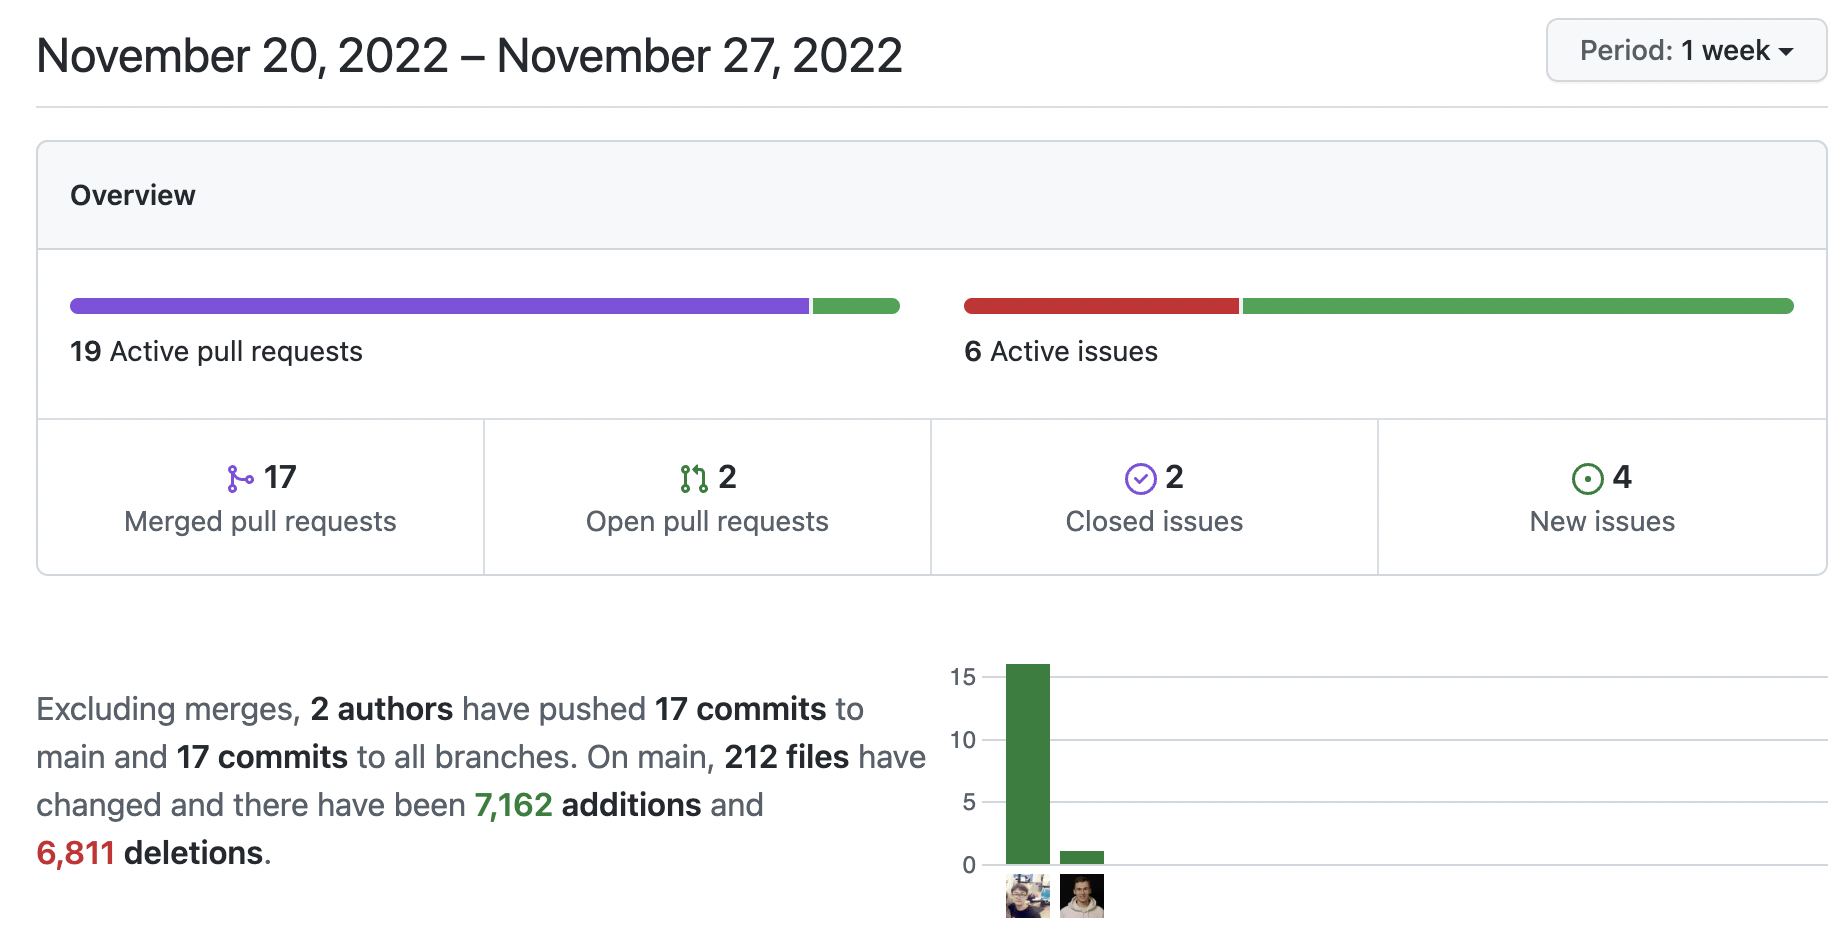 November 20, 2022 – November 27, 2022
Period: 1 week
Overview
19 Active pull requests
6 Active issues
17
Merged pull requests
2
Open pull requests
2
Closed issues
4
New issues
Excluding merges, 2 authors have pushed 17 commits to
main and 17 commits to all branches. On main, 212 files have
changed and there have been 7,162 additions and
6,811 deletions.
15
10
5
0